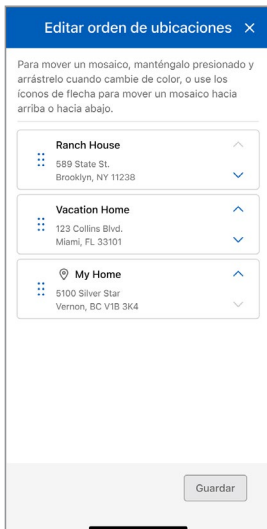 Editar orden de ubicaciones
Para mover un mosaico, manténgalo presionado y
arrástrelo cuando cambie de color, o use los
íconos de flecha para mover un mosaico hacia
arriba o hacia abajo.
Ranch House
589 State St.
Brooklyn, NY 11238
Vacation Home
123 Collins Blvd.
Miami, FL 33101
My Home
5100 Silver Star
Vernon, BC V1B 3K4
Guardar